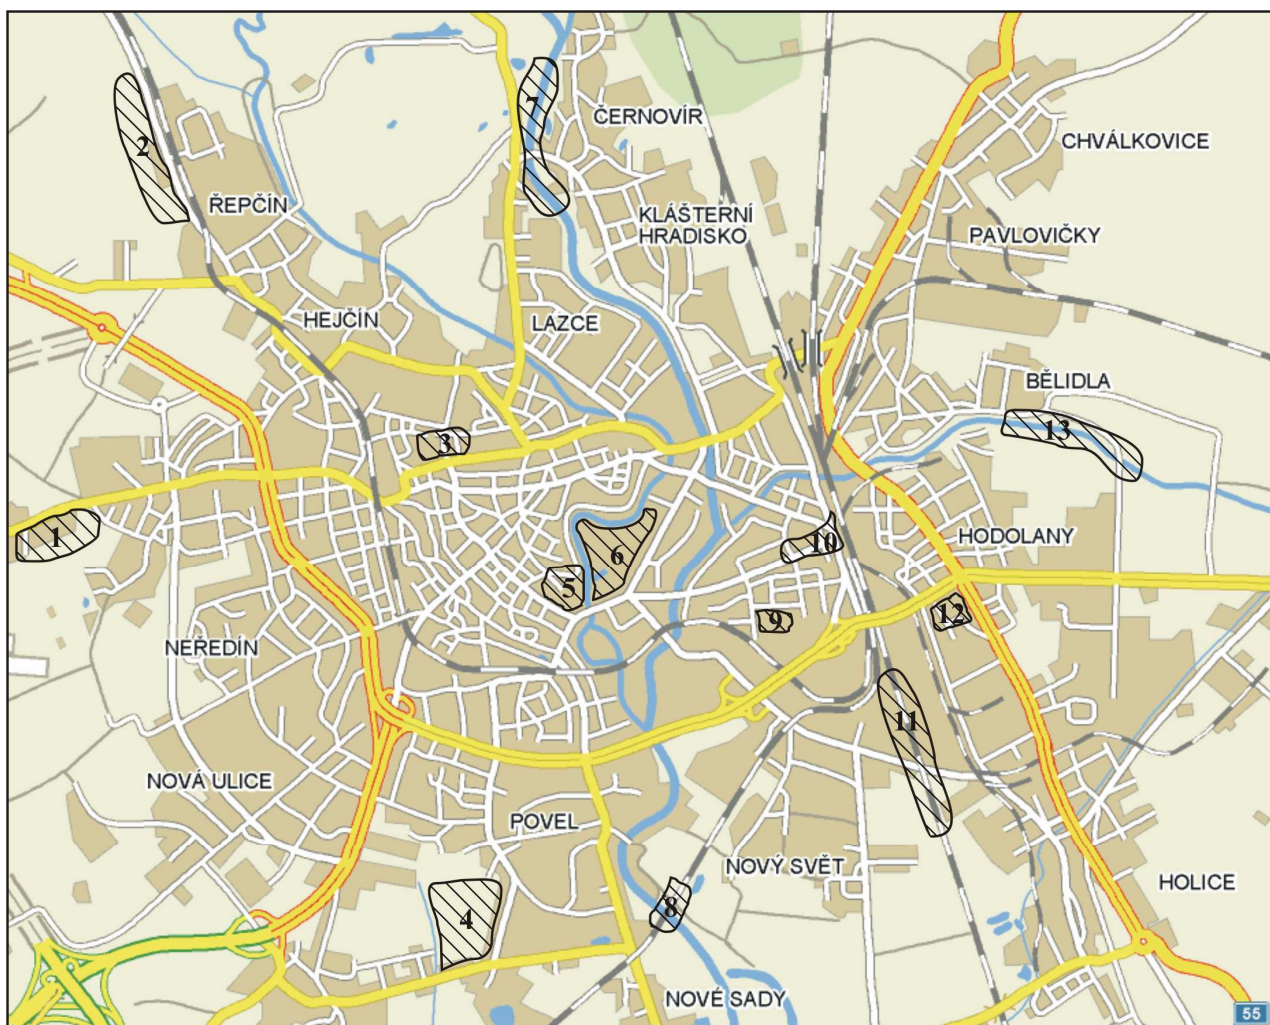 7
ČERNOVÍR
CHVÁLKOVICE
2
ŘEPČÍN
KLÁŠTERNÍ
HRADISKO
PAVLOVIČKY
HEJČÍN
LAZCE
BĚLIDLA
3
13
1
6
10
HODOLANY
5
9
12
NEŘEDÍN
11
NOVÁ ULICE
POVEL
NOVÝ SVĚT
HOLICE
4
8
NOVÉ SADY
55